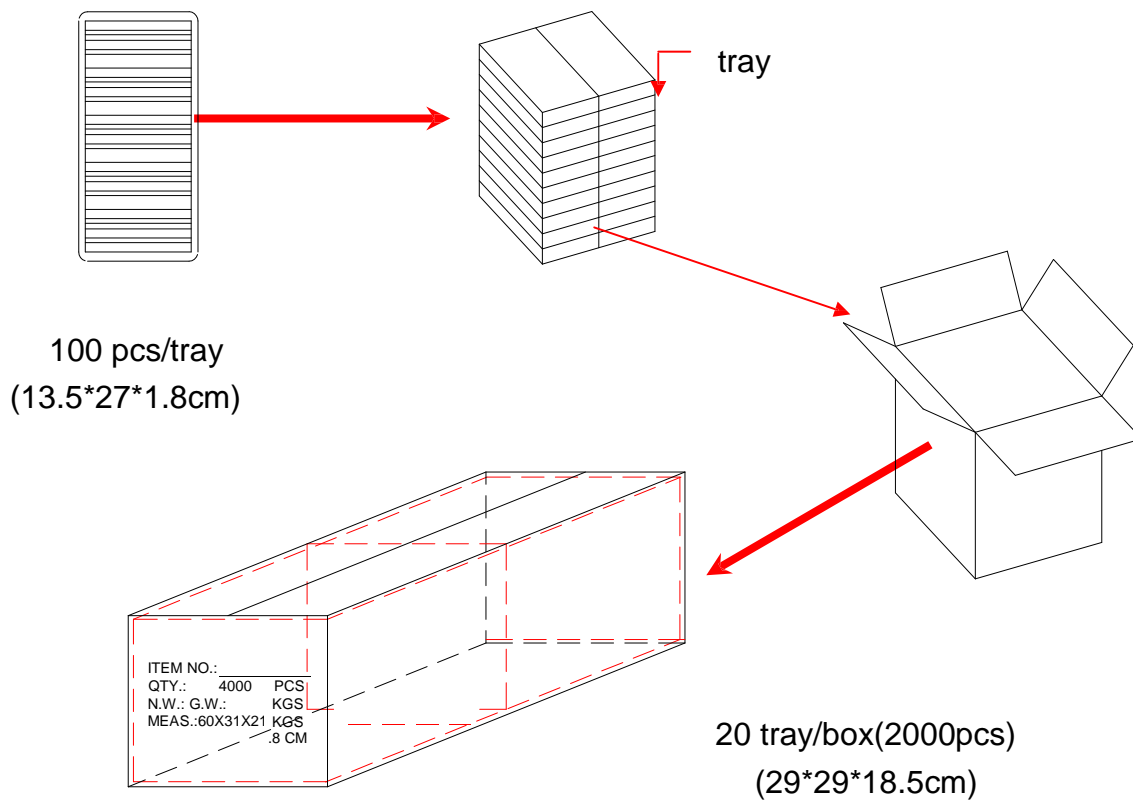 tray
100 pcs/tray
(13.5*27*1.8cm)
ITEM NO.:
QTY.: 4000 PCS
N.W.: G.W.: KGS
MEAS.:60X31X21 KGS
.8 CM
20 tray/box(2000pcs)
(29*29*18.5cm)